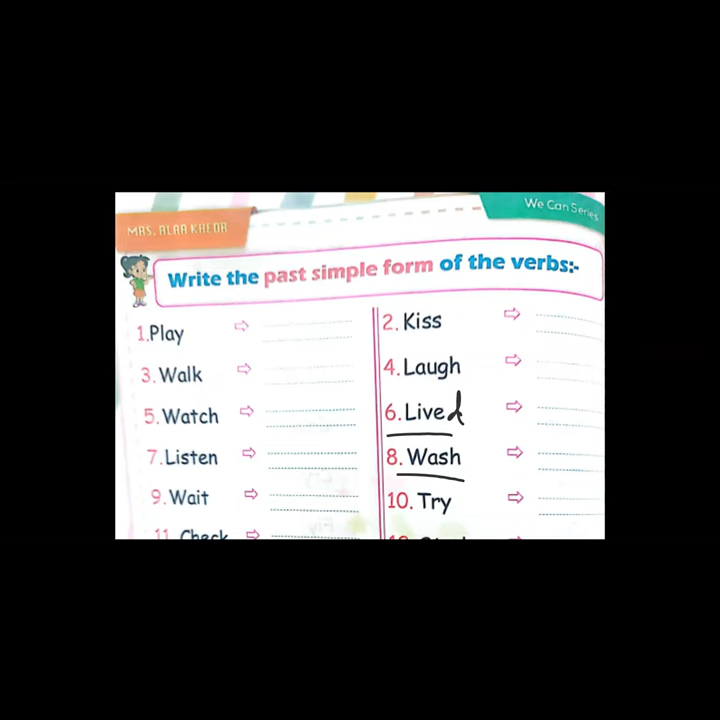 We Can Series
MRS. ALAA KHEDR
Write the past simple form of the verbs:-
1.Play
2. Kiss
3. Walk
4. Laugh
5. Watch
6. Lived
7. Listen
8. Wash
9. Wait
10. Try
11. Check